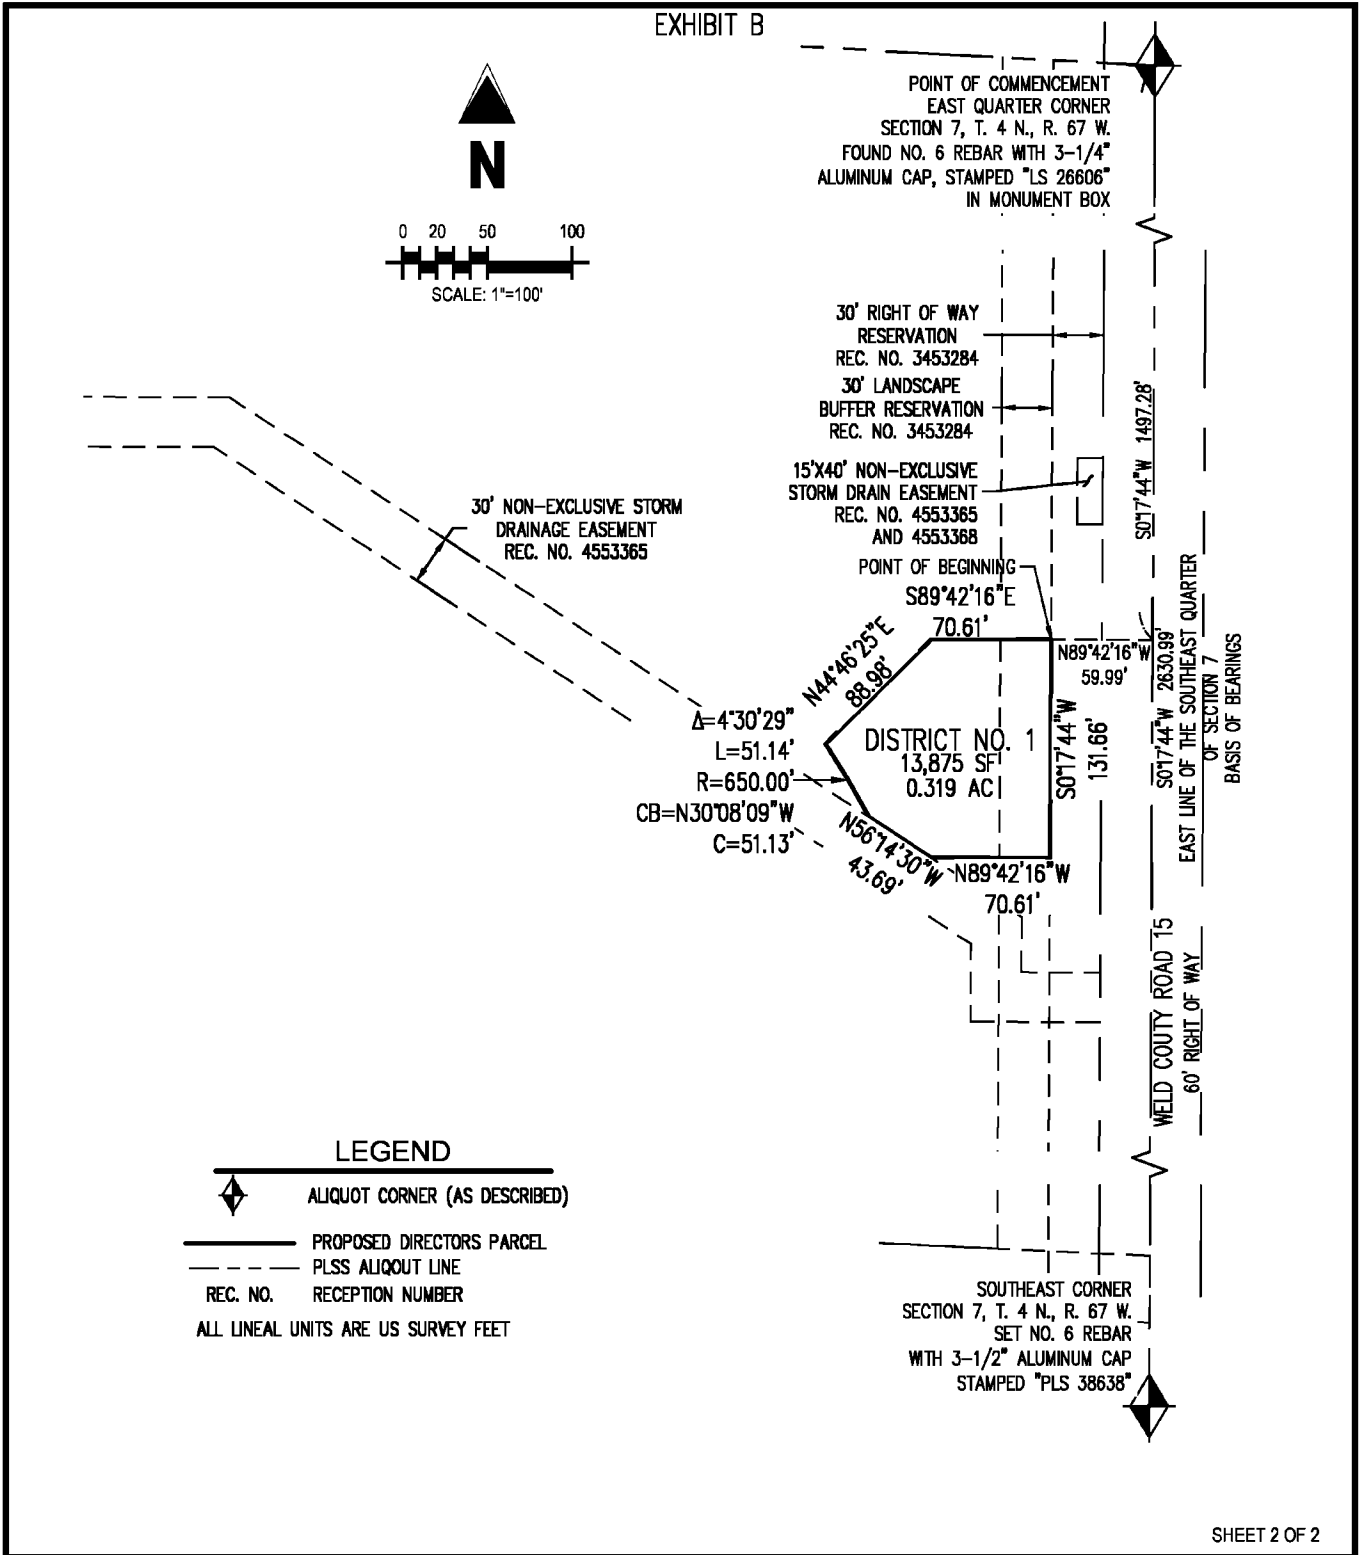 EXHIBIT B
POINT OF COMMENCEMENT
EAST QUARTER CORNER
SECTION 7, T. 4 N., R. 67 W.
FOUND NO. 6 REBAR WITH 3-1/4"
ALUMINUM CAP, STAMPED "LS 26606"
IN MONUMENT BOX
N
0 20 50 100
SCALE: 1"=100'
30' RIGHT OF WAY
RESERVATION
REC. NO. 3453284
30' LANDSCAPE
BUFFER RESERVATION
REC. NO. 3453284
15'X40' NON-EXCLUSIVE
STORM DRAIN EASEMENT
REC. NO. 4553365
AND 4553368
S0°17'44"W 1497.28'
30' NON-EXCLUSIVE STORM
DRAINAGE EASEMENT
REC. NO. 4553365
POINT OF BEGINNING
S89°42'16"E
70.61'
N44°46'25"E
88.98'
N89°42'16"W
59.99'
S0°17'44"W 2630.99'
EAST LINE OF THE SOUTHEAST QUARTER
OF SECTION 7
BASIS OF BEARINGS
Δ=4°30'29"
L=51.14'
R=650.00'
CB=N30°08'09"W
C=51.13'
DISTRICT NO. 1
13,875 SF
0.319 AC
S0°17'44"W
131.66'
N56°14'30"W
43.69'
N89°42'16"W
70.61'
WELD COUTY ROAD 15
60' RIGHT OF WAY
LEGEND
ALIQUOT CORNER (AS DESCRIBED)
PROPOSED DIRECTORS PARCEL
PLSS ALIQOUT LINE
REC. NO. RECEPTION NUMBER
ALL LINEAL UNITS ARE US SURVEY FEET
SOUTHEAST CORNER
SECTION 7, T. 4 N., R. 67 W.
SET NO. 6 REBAR
WITH 3-1/2" ALUMINUM CAP
STAMPED "PLS 38638"
SHEET 2 OF 2